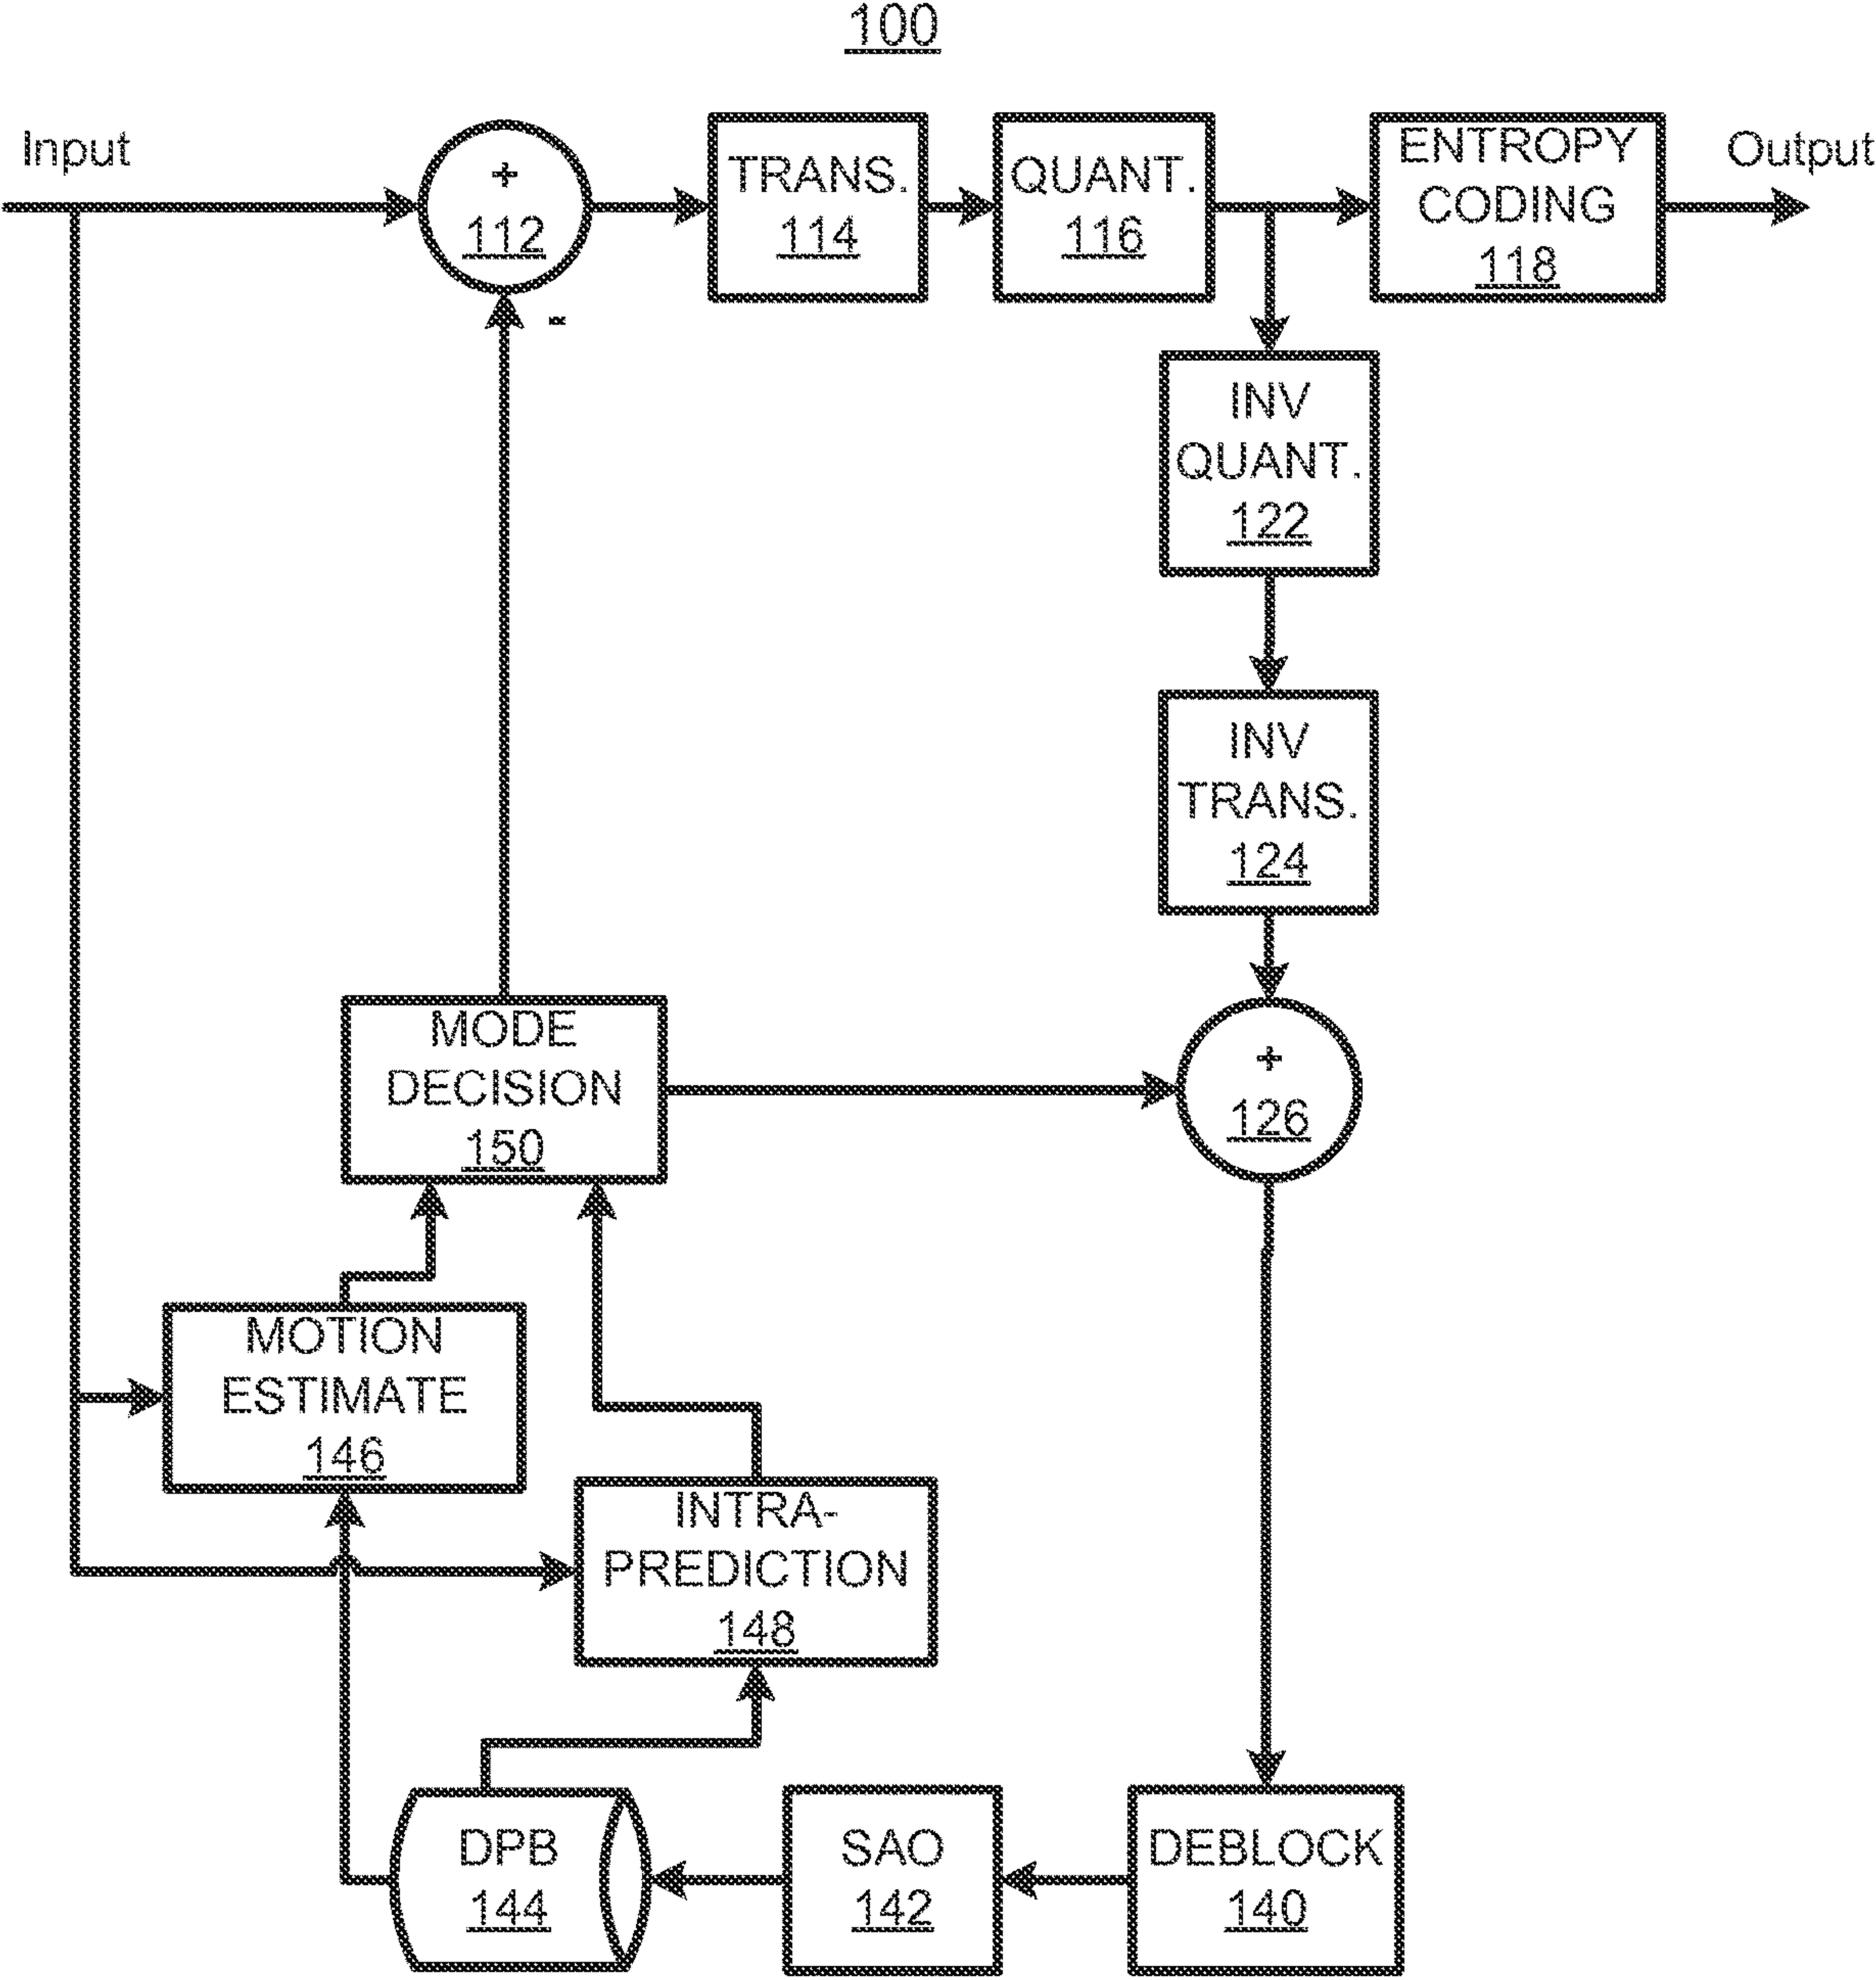 100
Input
+
112
-
TRANS.
114
QUANT.
116
ENTROPY
CODING
118
Output
INV
QUANT.
122
INV
TRANS.
124
MODE
DECISION
150
+
126
MOTION
ESTIMATE
146
INTRA-
PREDICTION
148
DPB
144
SAO
142
DEBLOCK
140